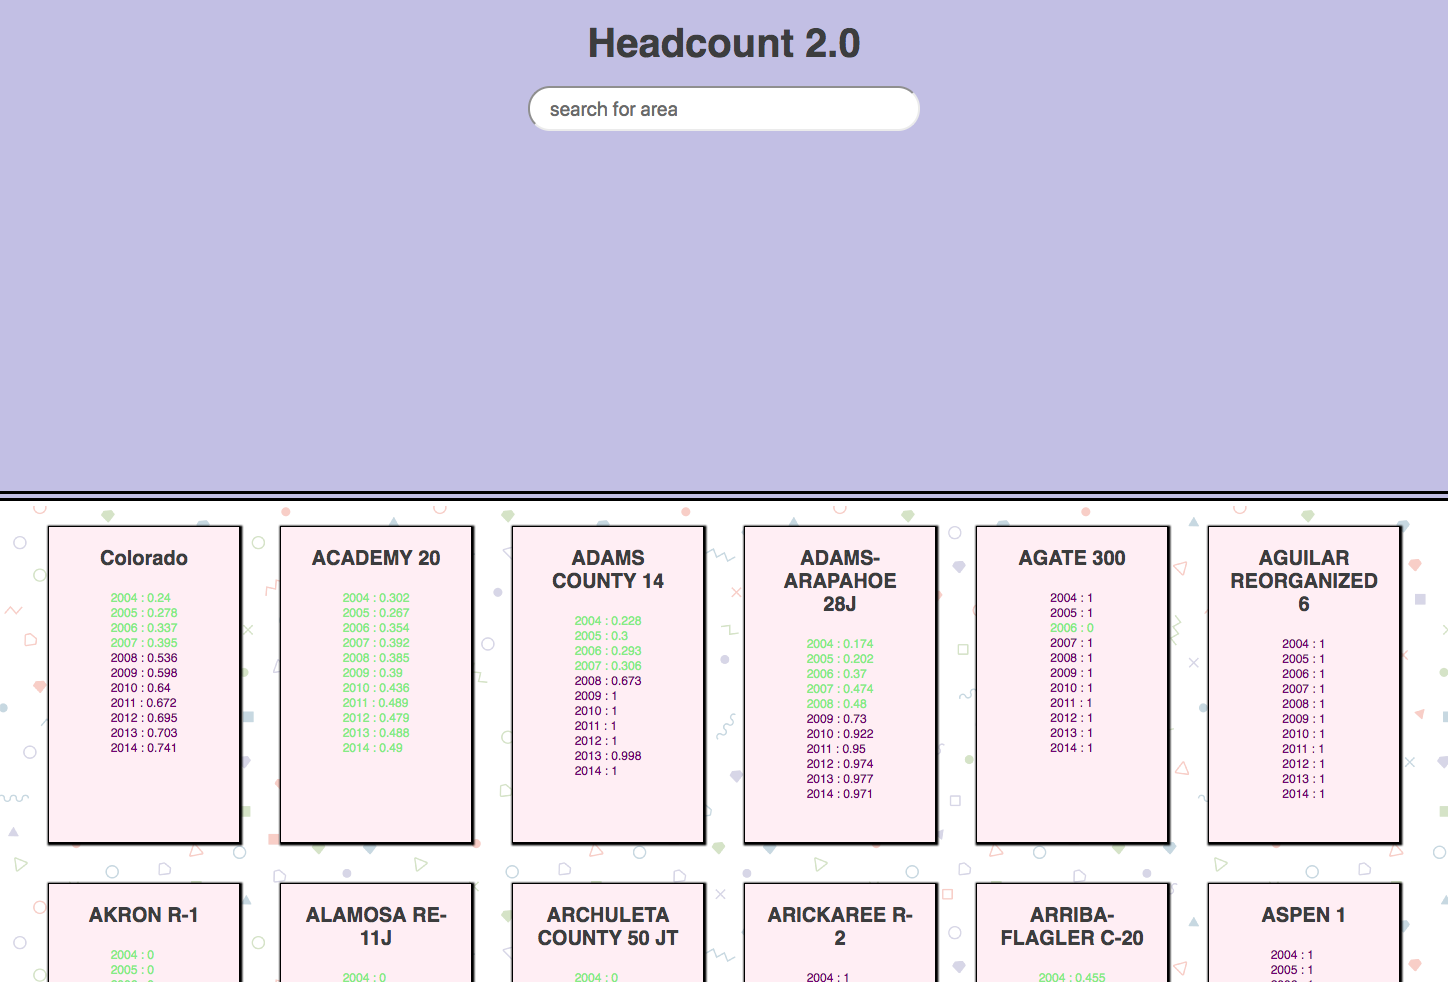 Headcount 2.0
search for area
Colorado
2004 : 0.24
2005 : 0.278
2006 : 0.337
2007 : 0.395
2008 : 0.536
2009 : 0.598
2010 : 0.64
2011 : 0.672
2012 : 0.695
2013 : 0.703
2014 : 0.741
ACADEMY 20
2004 : 0.302
2005 : 0.267
2006 : 0.354
2007 : 0.392
2008 : 0.385
2009 : 0.39
2010 : 0.436
2011 : 0.489
2012 : 0.479
2013 : 0.488
2014 : 0.49
ADAMS
COUNTY 14
2004 : 0.228
2005 : 0.3
2006 : 0.293
2007 : 0.306
2008 : 0.673
2009 : 1
2010 : 1
2011 : 1
2012 : 1
2013 : 0.998
2014 : 1
ADAMS-
ARAPAHOE
28J
2004 : 0.174
2005 : 0.202
2006 : 0.37
2007 : 0.474
2008 : 0.48
2009 : 0.73
2010 : 0.922
2011 : 0.95
2012 : 0.974
2013 : 0.977
2014 : 0.971
AGATE 300
2004 : 1
2005 : 1
2006 : 0
2007 : 1
2008 : 1
2009 : 1
2010 : 1
2011 : 1
2012 : 1
2013 : 1
2014 : 1
AGUILAR
REORGANIZED
6
2004 : 1
2005 : 1
2006 : 1
2007 : 1
2008 : 1
2009 : 1
2010 : 1
2011 : 1
2012 : 1
2013 : 1
2014 : 1
AKRON R-1
2004 : 0
2005 : 0
ALAMOSA RE-
11J
2004 : 0
ARCHULETA
COUNTY 50 JT
2004 : 0
ARICKAREE R-
2
2004 : 1
ARRIBA-
FLAGLER C-20
2004 : 0.455
ASPEN 1
2004 : 1
2005 : 1